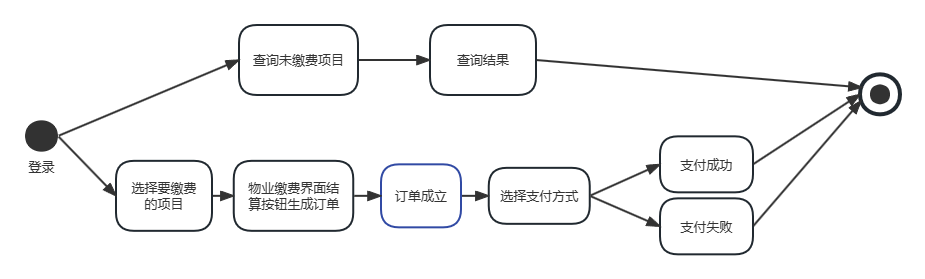 查询未缴费项目
查询结果
登录
选择要缴费
的项目
物业缴费界面结
算按钮生成订单
订单成立
选择支付方式
支付成功
支付失败